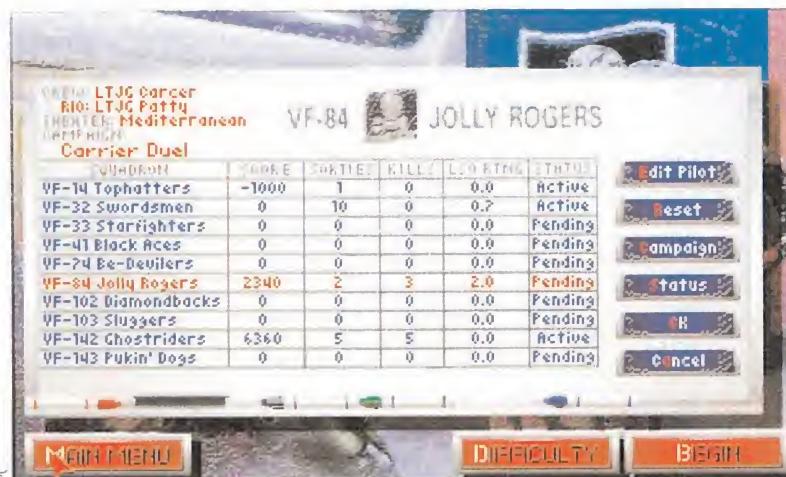 CREW: LTJG Carcer
RIO: LTJG Patty
THEATER: Mediterranean
CAMPAIGN:
Carrier Duel
VF-84 JOLLY ROGERS
SQUADRON SCORE SORTIES KILLS LSO RTNG STATUS
VF-14 Tophatters -1000 1 0 0.0 Active
VF-32 Swordsmen 0 10 0 0.? Active
VF-33 Starfighters 0 0 0 0.0 Pending
VF-41 Black Aces 0 0 0 0.0 Pending
VF-74 Be-Devilers 0 0 0 0.0 Pending
VF-84 Jolly Rogers 2340 2 3 2.0 Pending
VF-102 Diamondbacks 0 0 0 0.0 Pending
VF-103 Sluggers 0 0 0 0.0 Pending
VF-142 Ghostriders 6360 5 5 0.0 Active
VF-143 Pukin' Dogs 0 0 0 0.0 Pending
Edit Pilot
Reset
Campaign
Status
OK
Cancel
MAIN MENU
DIFFICULTY
BEGIN